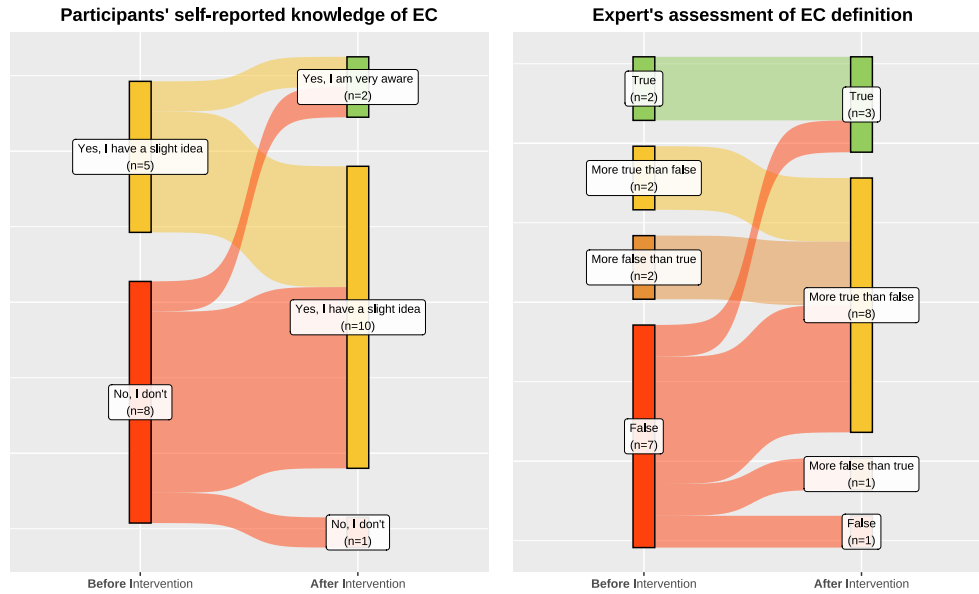 Participants' self-reported knowledge of EC
Yes, I am very aware
(n=2)
Yes, I have a slight idea
(n=5)
Yes, I have a slight idea
(n=10)
No, I don't
(n=8)
No, I don't
(n=1)
Before Intervention
After Intervention
Expert's assessment of EC definition
True
(n=2)
True
(n=3)
More true than false
(n=2)
More false than true
(n=2)
More true than false
(n=8)
False
(n=7)
More false than true
(n=1)
False
(n=1)
Before Intervention
After Intervention